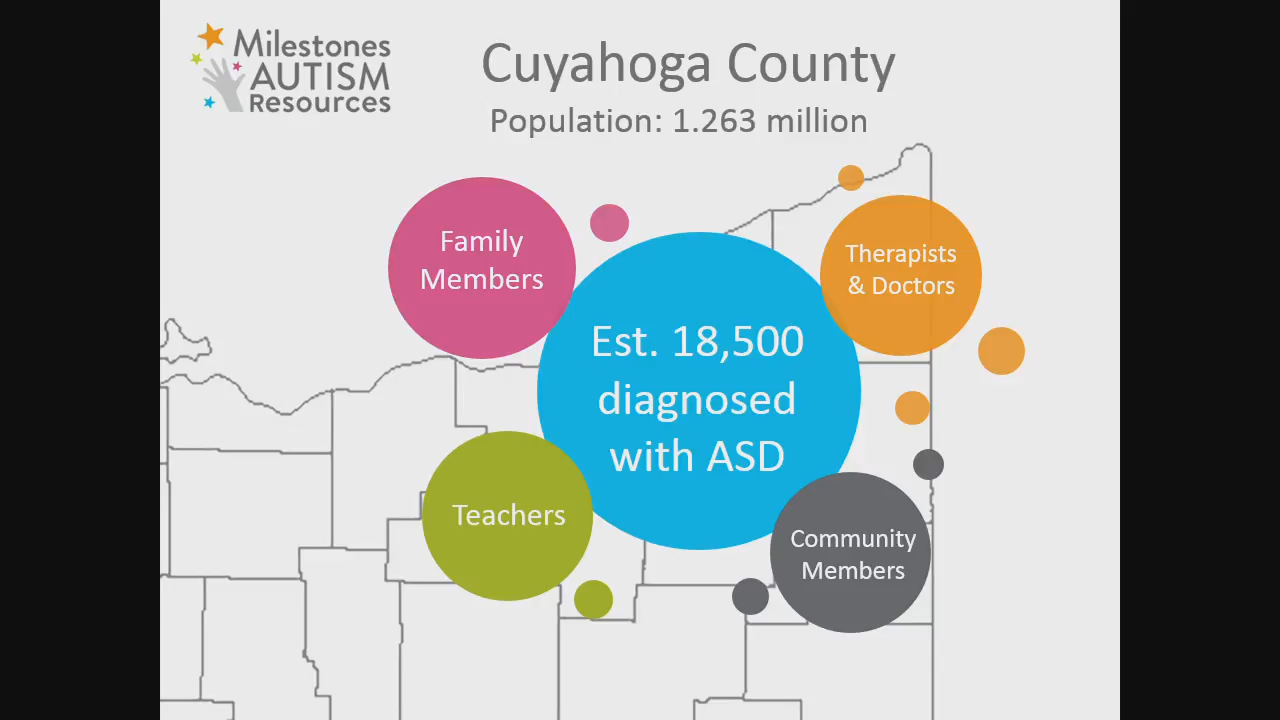 Milestones
AUTISM
Resources
Cuyahoga County
Population: 1.263 million
Family
Members
Therapists
& Doctors
Est. 18,500
diagnosed
with ASD
Teachers
Community
Members